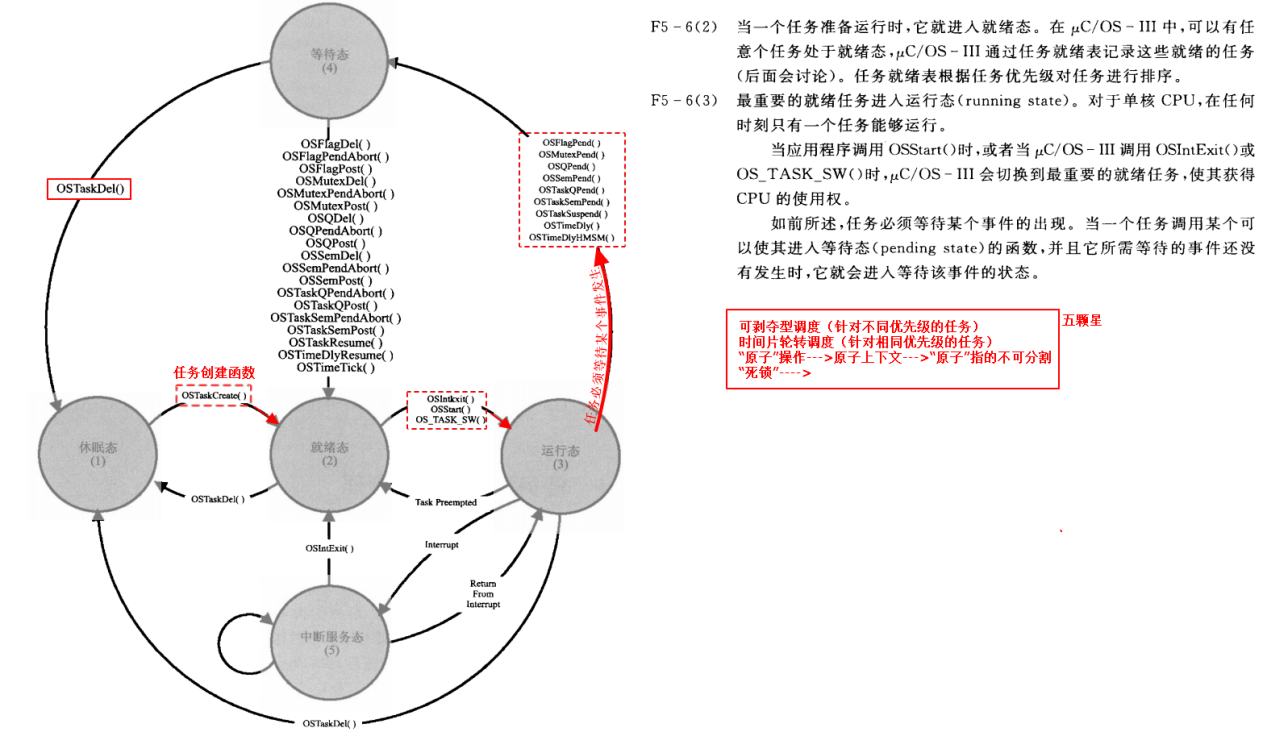 等待态
(4)
OSTaskDel()
OSFlagDel( )
OSFlagPendAbort( )
OSFlagPost( )
OSMutexDel( )
OSMutexPendAbort( )
OSMutexPost( )
OSQDel( )
OSQPendAbort( )
OSQPost( )
OSSemDel( )
OSSemPendAbort( )
OSSemPost( )
OSTaskQPendAbort( )
OSTaskQPost( )
OSTaskSemPendAbort( )
OSTaskSemPost( )
OSTaskResume( )
OSTimeDlyResume( )
OSTimeTick( )
OSFlagPend( )
OSMutexPend( )
OSQPend( )
OSSemPend( )
OSTaskQPend( )
OSTaskSemPend( )
OSTaskSuspend( )
OSTimeDly( )
OSTimeDlyHMSM( )
任务必须等待某个事件发生
任务创建函数
OSTaskCreate( )
OSIntExit( )
OSStart( )
OS_TASK_SW( )
休眠态
(1)
就绪态
(2)
运行态
(3)
OSTaskDel( )
Task Preempted
OSIntExit( )
Interrupt
Return
From
Interrupt
中断服务态
(5)
OSTaskDel( )
F5-6(2) 当一个任务准备运行时,它就进入就绪态。在 μC/OS-III 中,可以有任
意个任务处于就绪态,μC/OS-III 通过任务就绪表记录这些就绪的任务
(后面会讨论)。任务就绪表根据任务优先级对任务进行排序。
F5-6(3) 最重要的就绪任务进入运行态(running state)。对于单核 CPU,在任何
时刻只有一个任务能够运行。
当应用程序调用 OSStart()时,或者当 μC/OS-III 调用 OSIntExit()或
OS_TASK_SW()时,μC/OS-III 会切换到最重要的就绪任务,使其获得
CPU 的使用权。
如前所述,任务必须等待某个事件的出现。当一个任务调用某个可
以使其进入等待态(pending state)的函数,并且它所需等待的事件还没
有发生时,它就会进入等待该事件的状态。
可剥夺型调度（针对不同优先级的任务） 五颗星
时间片轮转调度（针对相同优先级的任务）
“原子”操作--->原子上下文--->“原子”指的不可分割
“死锁”---->